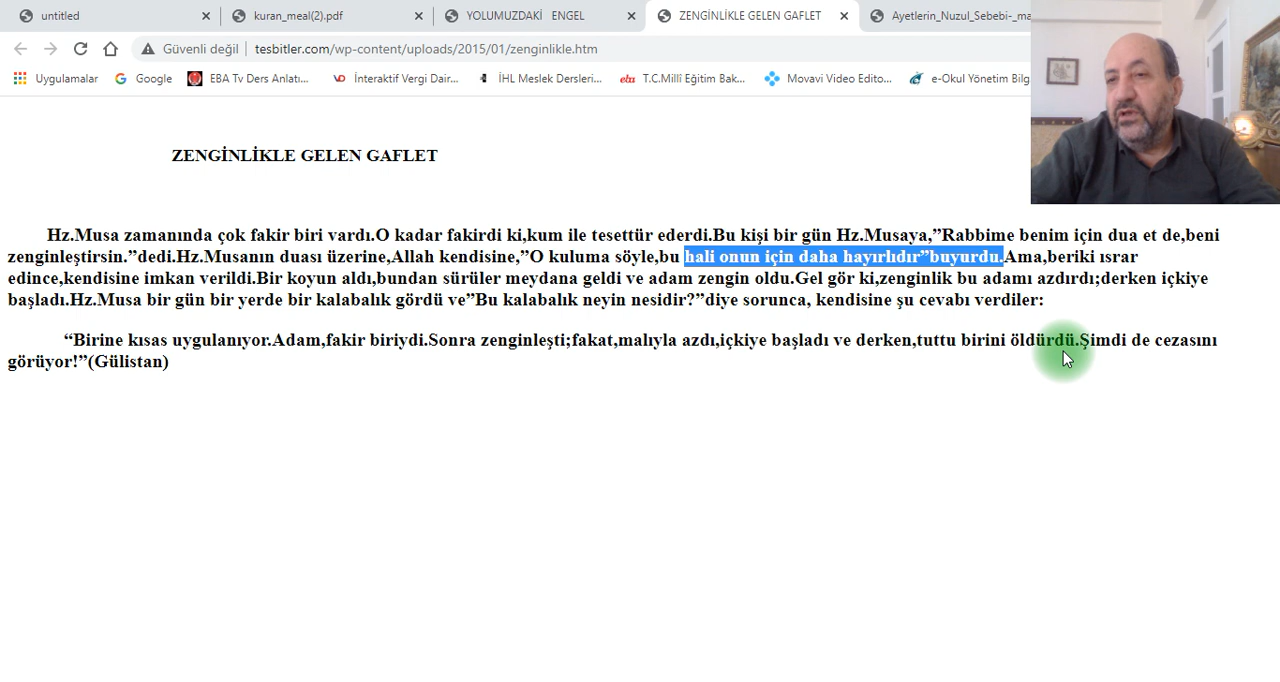 untitled
kuran_meal(2).pdf
YOLUMUZDAKİ ENGEL
ZENGİNLİKLE GELEN GAFLET
Ayetlerin_Nuzul_Sebebi-_ma
Güvenli değil
tesbitler.com/wp-content/uploads/2015/01/zenginlikle.htm
Uygulamalar
Google
EBA Tv Ders Anlatı...
İnteraktif Vergi Dair...
İHL Meslek Dersleri...
T.C.Millî Eğitim Bak...
Movavi Video Edito...
e-Okul Yönetim Bilg
ZENGİNLİKLE GELEN GAFLET
Hz.Musa zamanında çok fakir biri vardı.O kadar fakirdi ki,kum ile tesettür ederdi.Bu kişi bir gün Hz.Musaya,”Rabbime benim için dua et de,beni
zenginleştirsin.”dedi.Hz.Musanın duası üzerine,Allah kendisine,”O kuluma söyle,bu hali onun için daha hayırlıdır”buyurdu.Ama,beriki ısrar
edince,kendisine imkan verildi.Bir koyun aldı,bundan sürüler meydana geldi ve adam zengin oldu.Gel gör ki,zenginlik bu adamı azdırdı;derken içkiye
başladı.Hz.Musa bir gün bir yerde bir kalabalık gördü ve”Bu kalabalık neyin nesidir?”diye sorunca, kendisine şu cevabı verdiler:
“Birine kısas uygulanıyor.Adam,fakir biriydi.Sonra zenginleşti;fakat,malıyla azdı,içkiye başladı ve derken,tuttu birini öldürdü.Şimdi de cezasını
görüyor!”(Gülistan)